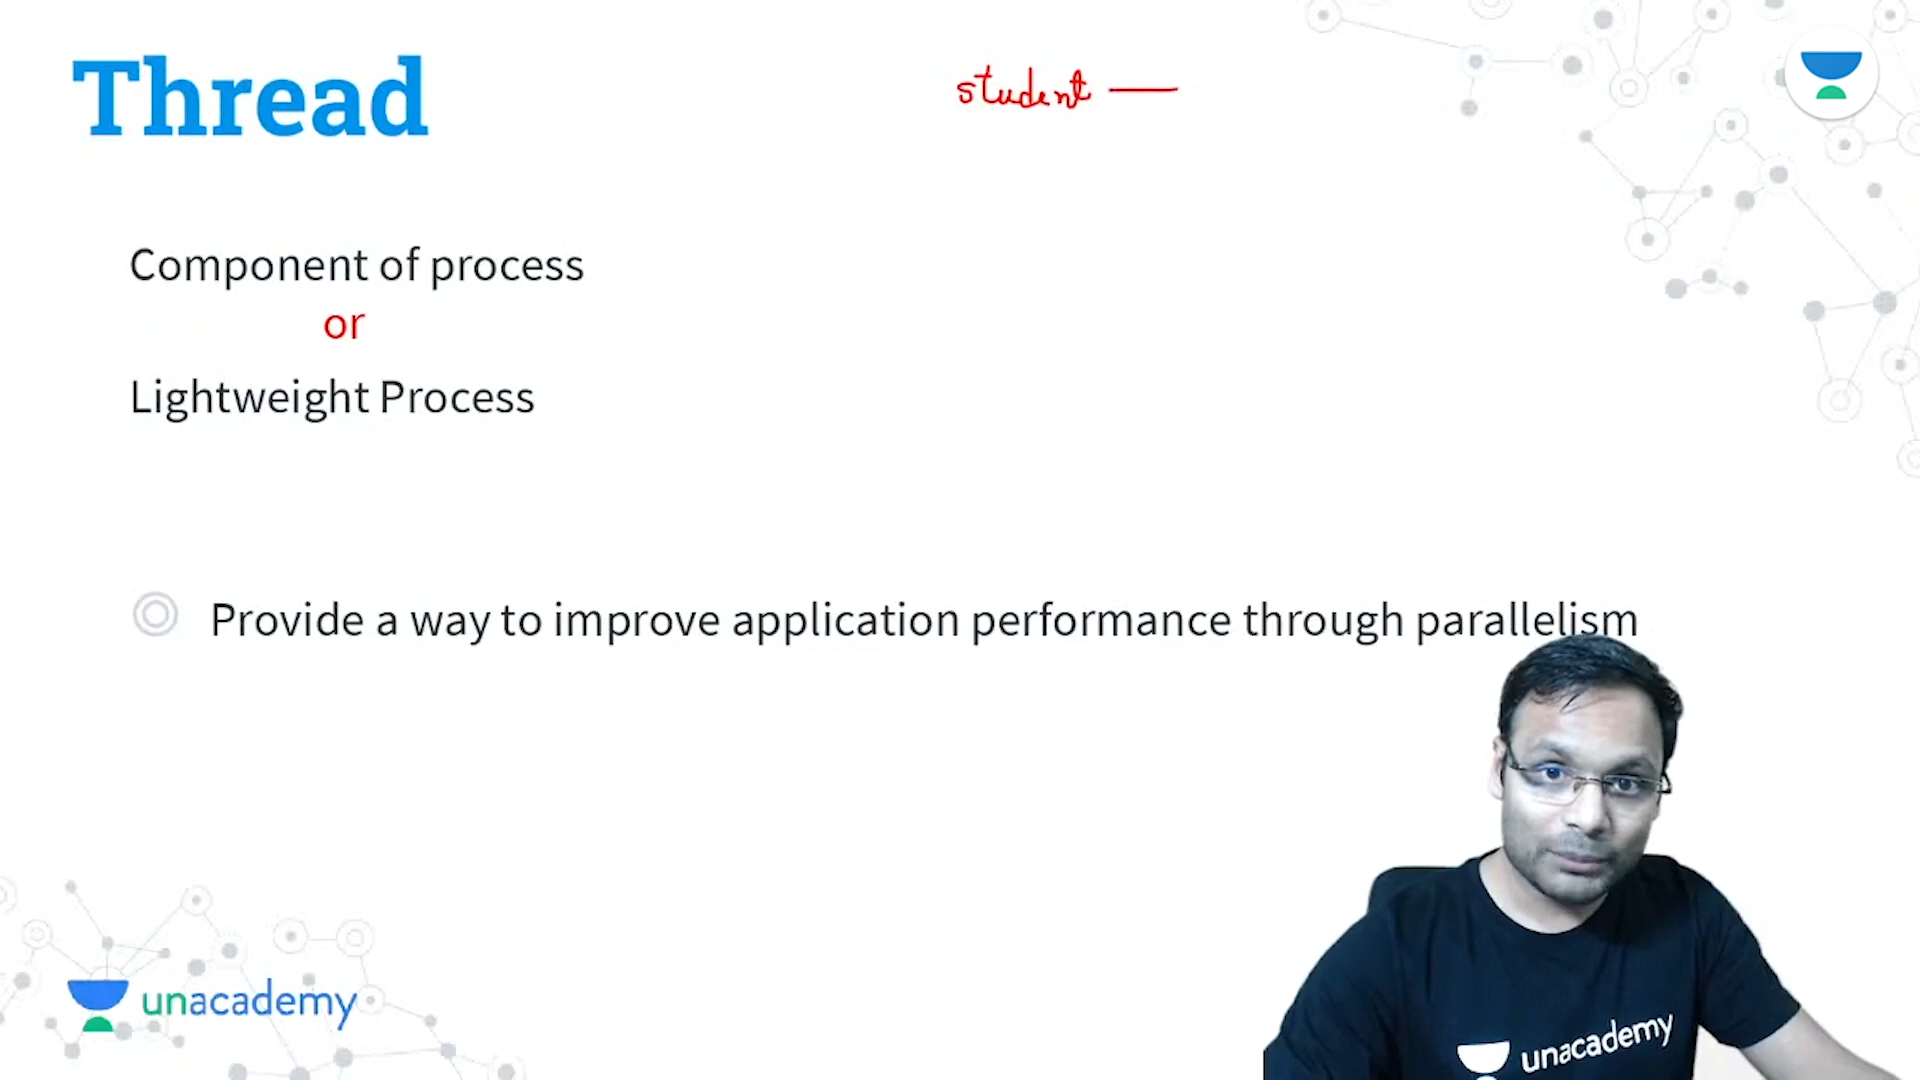 Thread
student —
Component of process
or
Lightweight Process
Provide a way to improve application performance through parallelism
unacademy
unacademy